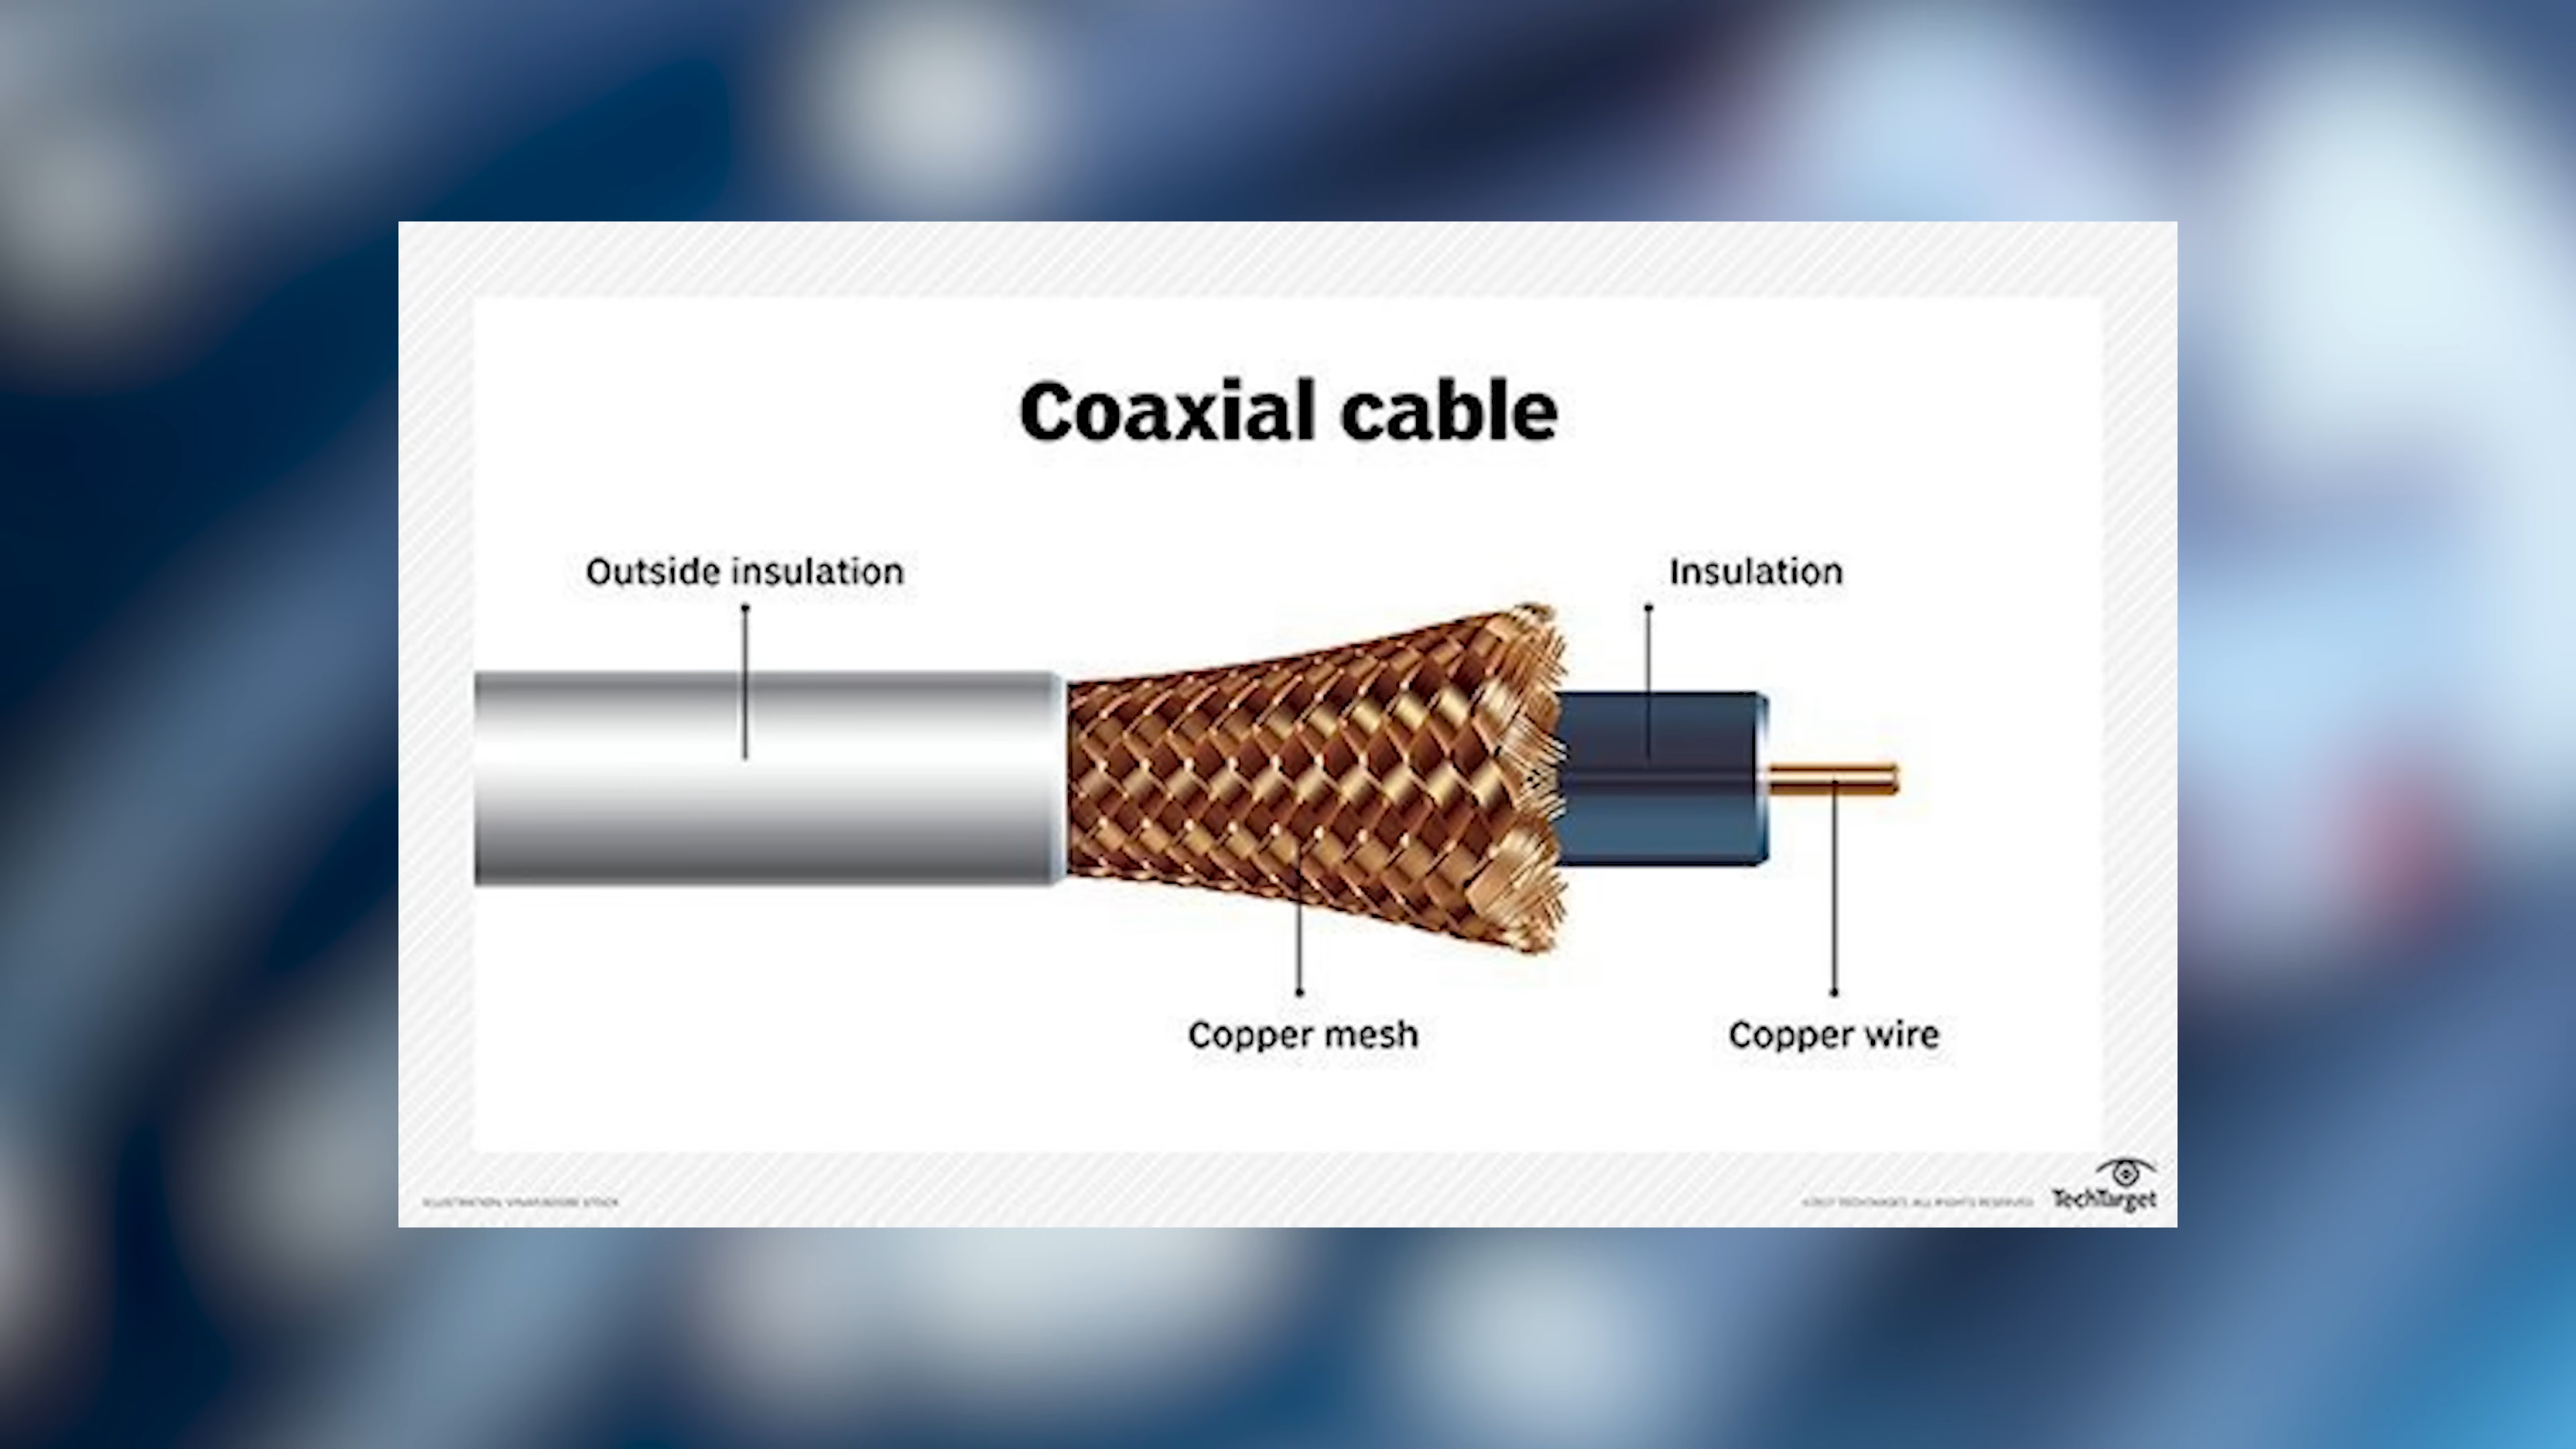 Coaxial cable
Outside insulation
Insulation
Copper mesh
Copper wire
TechTarget